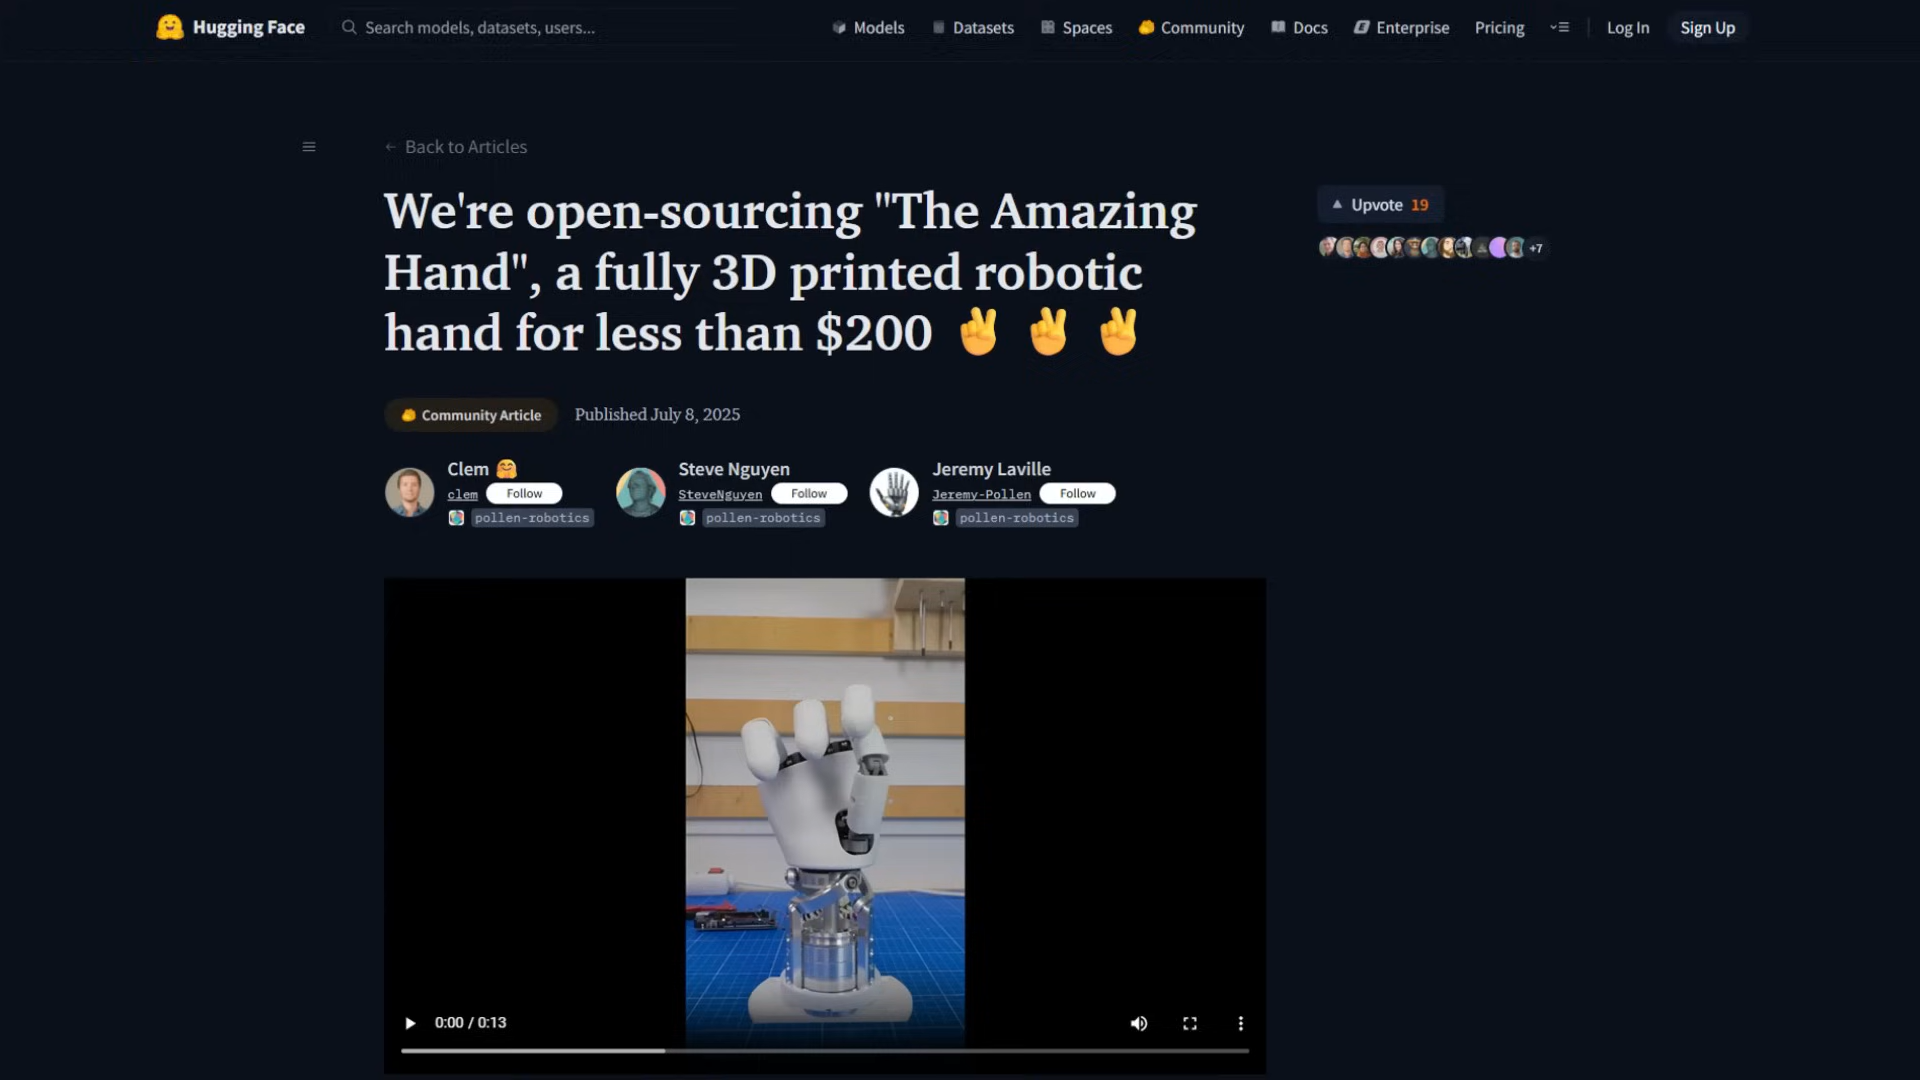 Hugging Face
Search models, datasets, users...
Models
Datasets
Spaces
Community
Docs
Enterprise
Pricing
Log In
Sign Up
← Back to Articles
We're open-sourcing "The Amazing
Hand", a fully 3D printed robotic
hand for less than $200 ✌️ ✌️ ✌️
Upvote 19
+7
Community Article
Published July 8, 2025
Clem 🤗
clem
Follow
pollen-robotics
Steve Nguyen
SteveNguyen
Follow
pollen-robotics
Jeremy Laville
Jeremy-Pollen
Follow
pollen-robotics
0:00 / 0:13